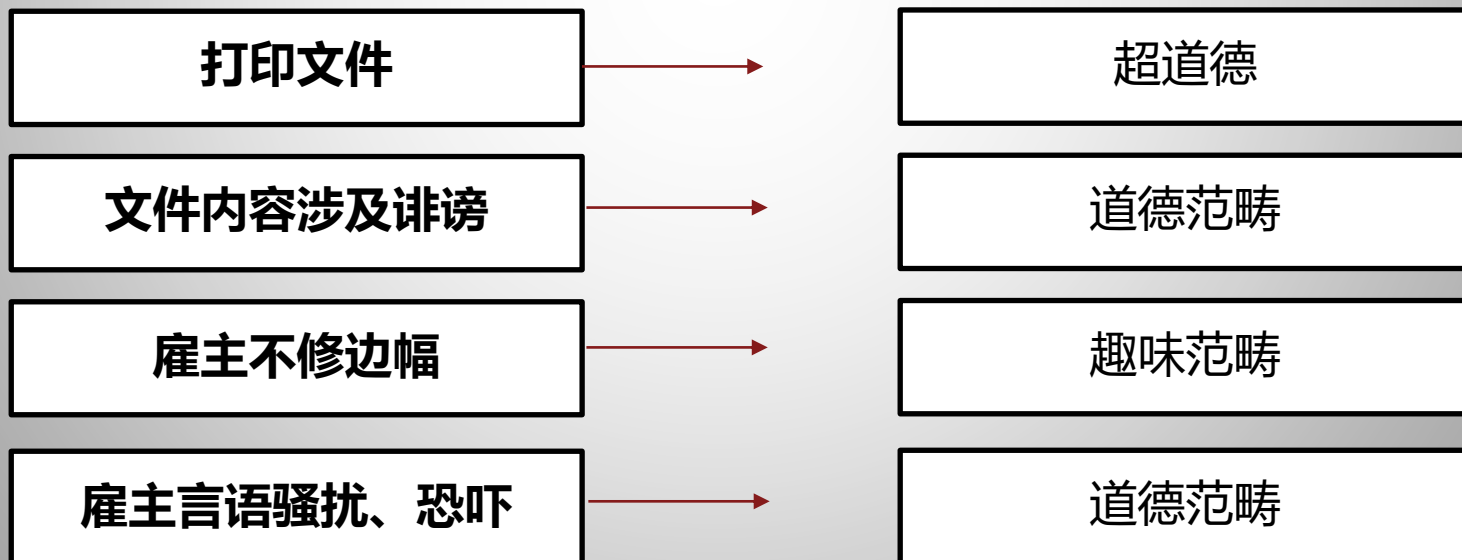 打印文件
超道德
文件内容涉及诽谤
道德范畴
雇主不修边幅
趣味范畴
雇主言语骚扰、恐吓
道德范畴